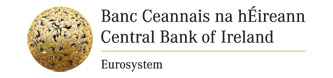 Banc Ceannais na hÉireann
Central Bank of Ireland
Eurosystem